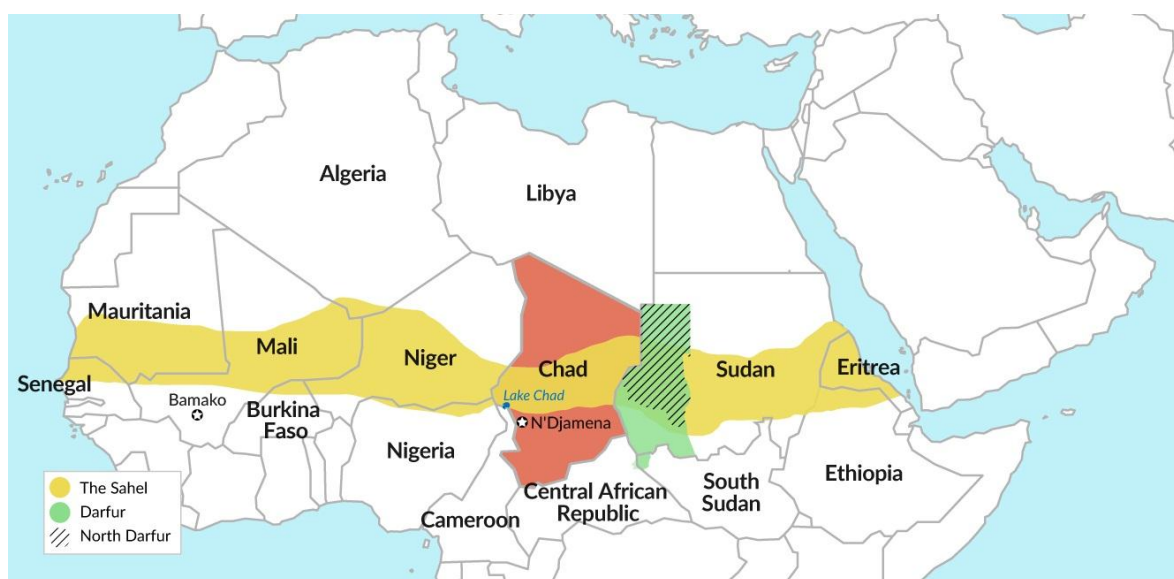 Algeria
Libya
Mauritania
Mali
Niger
Chad
Sudan
Eritrea
Senegal
Bamako
Burkina
Faso
Lake Chad
N'Djamena
Nigeria
Cameroon
Central African
Republic
South
Sudan
Ethiopia
The Sahel
Darfur
North Darfur